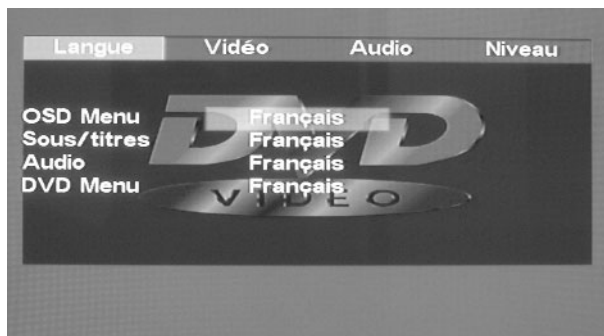 Langue Vidéo Audio Niveau
OSD Menu Français
Sous/titres Français
Audio Français
DVD Menu Français
DVD
VIDEO